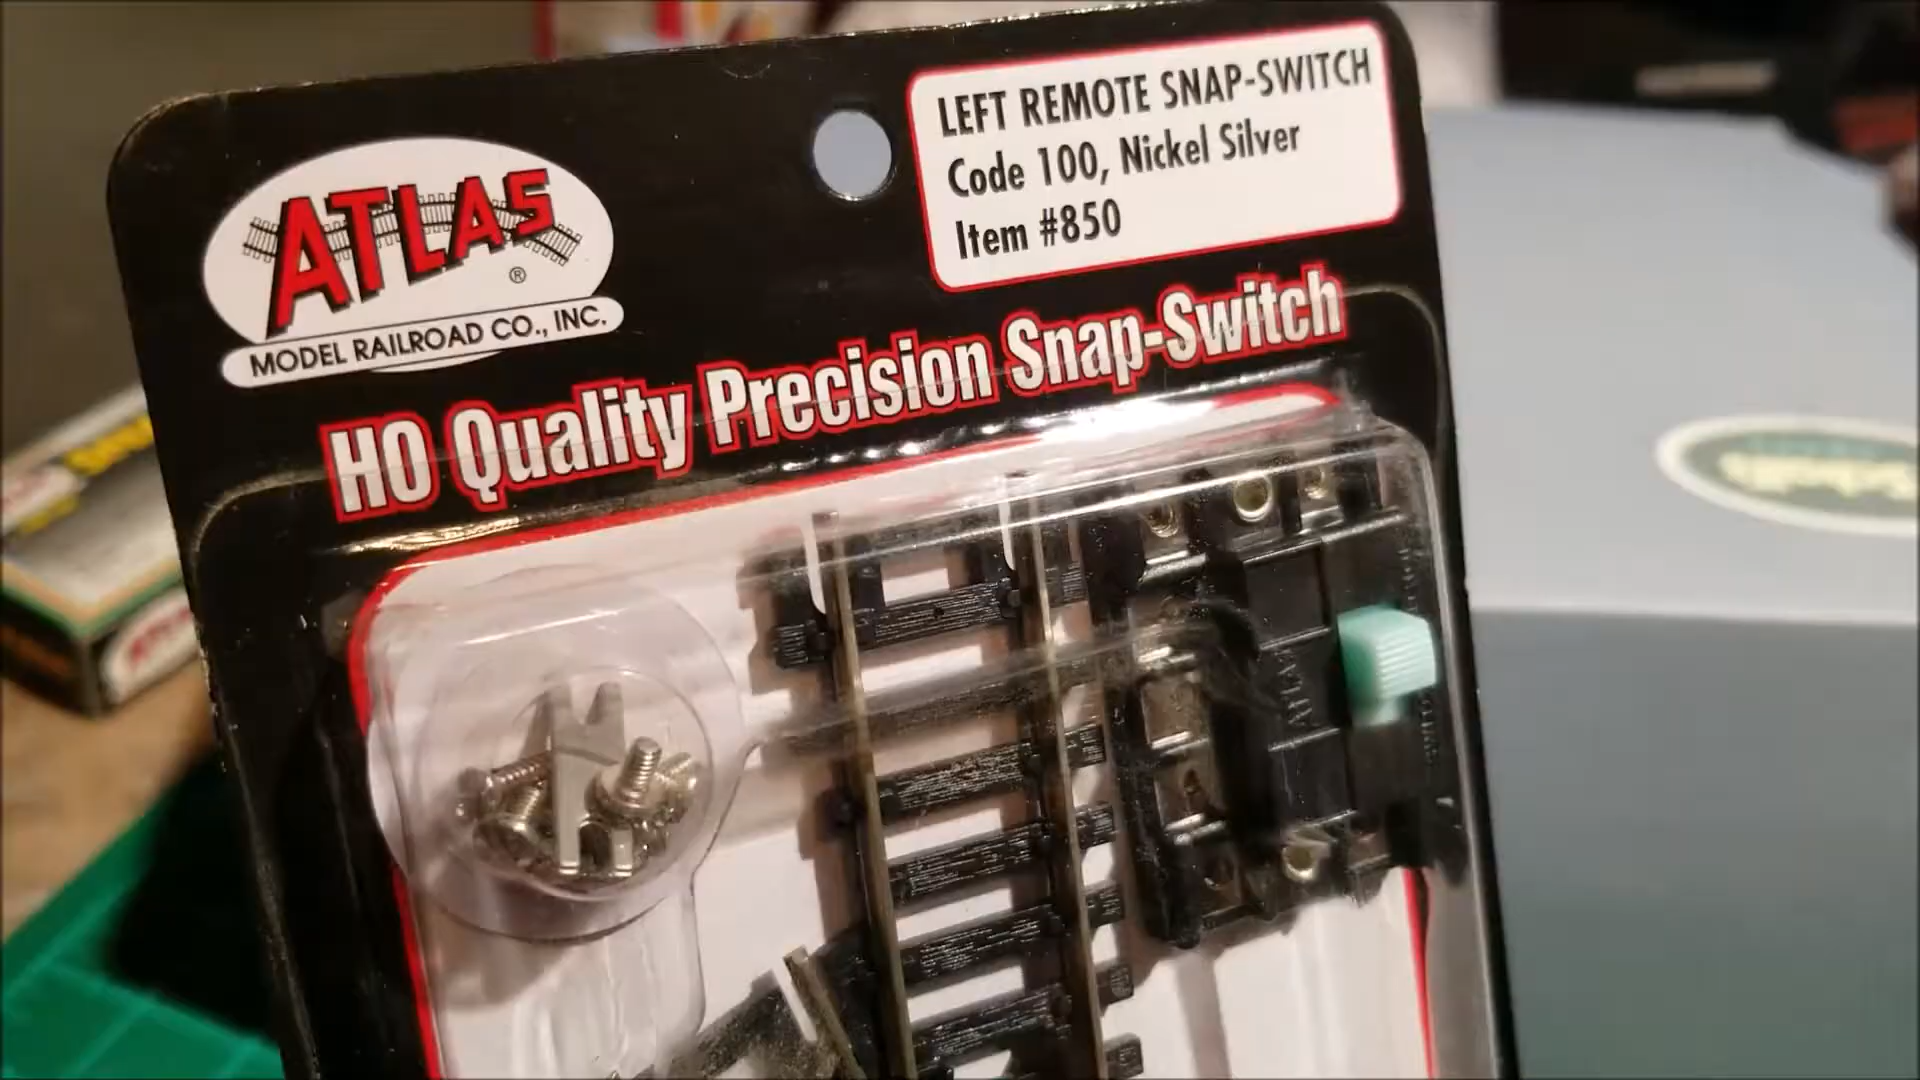 ATLAS
®
MODEL RAILROAD CO., INC.
LEFT REMOTE SNAP-SWITCH
Code 100, Nickel Silver
Item #850
HO Quality Precision Snap-Switch
ATLAS